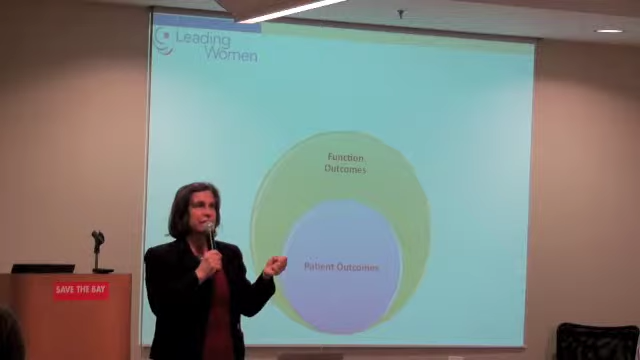 Leading
Women
Function
Outcomes
Patient Outcomes
SAVE THE BAY